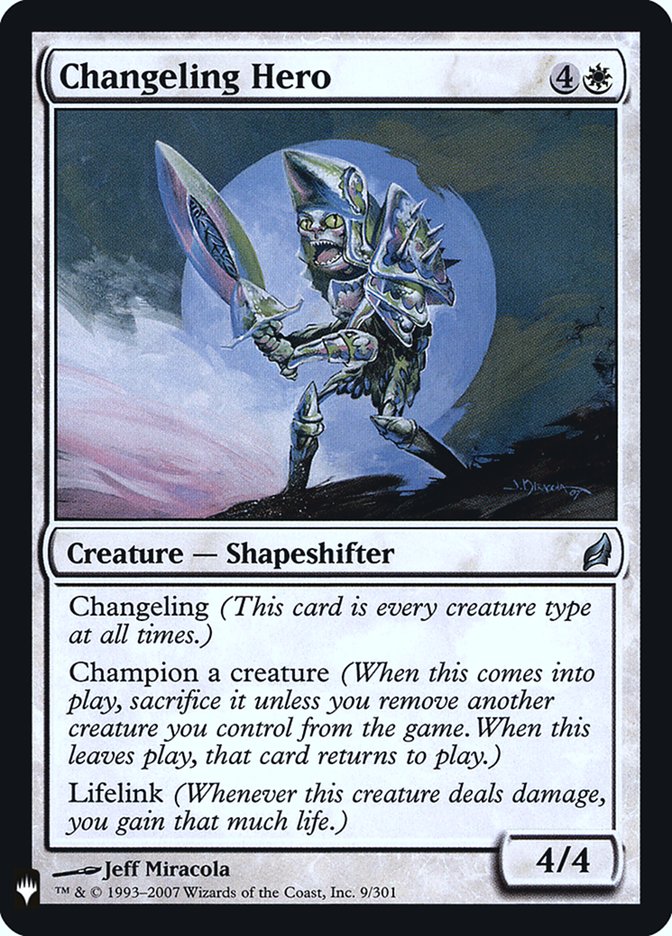 Changeling Hero 4
J. Miracola 07
Creature — Shapeshifter
Changeling (This card is every creature type
at all times.)
Champion a creature (When this comes into
play, sacrifice it unless you remove another
creature you control from the game. When this
leaves play, that card returns to play.)
Lifelink (Whenever this creature deals damage,
you gain that much life.)
4/4
Jeff Miracola
™ & © 1993–2007 Wizards of the Coast, Inc. 9/301